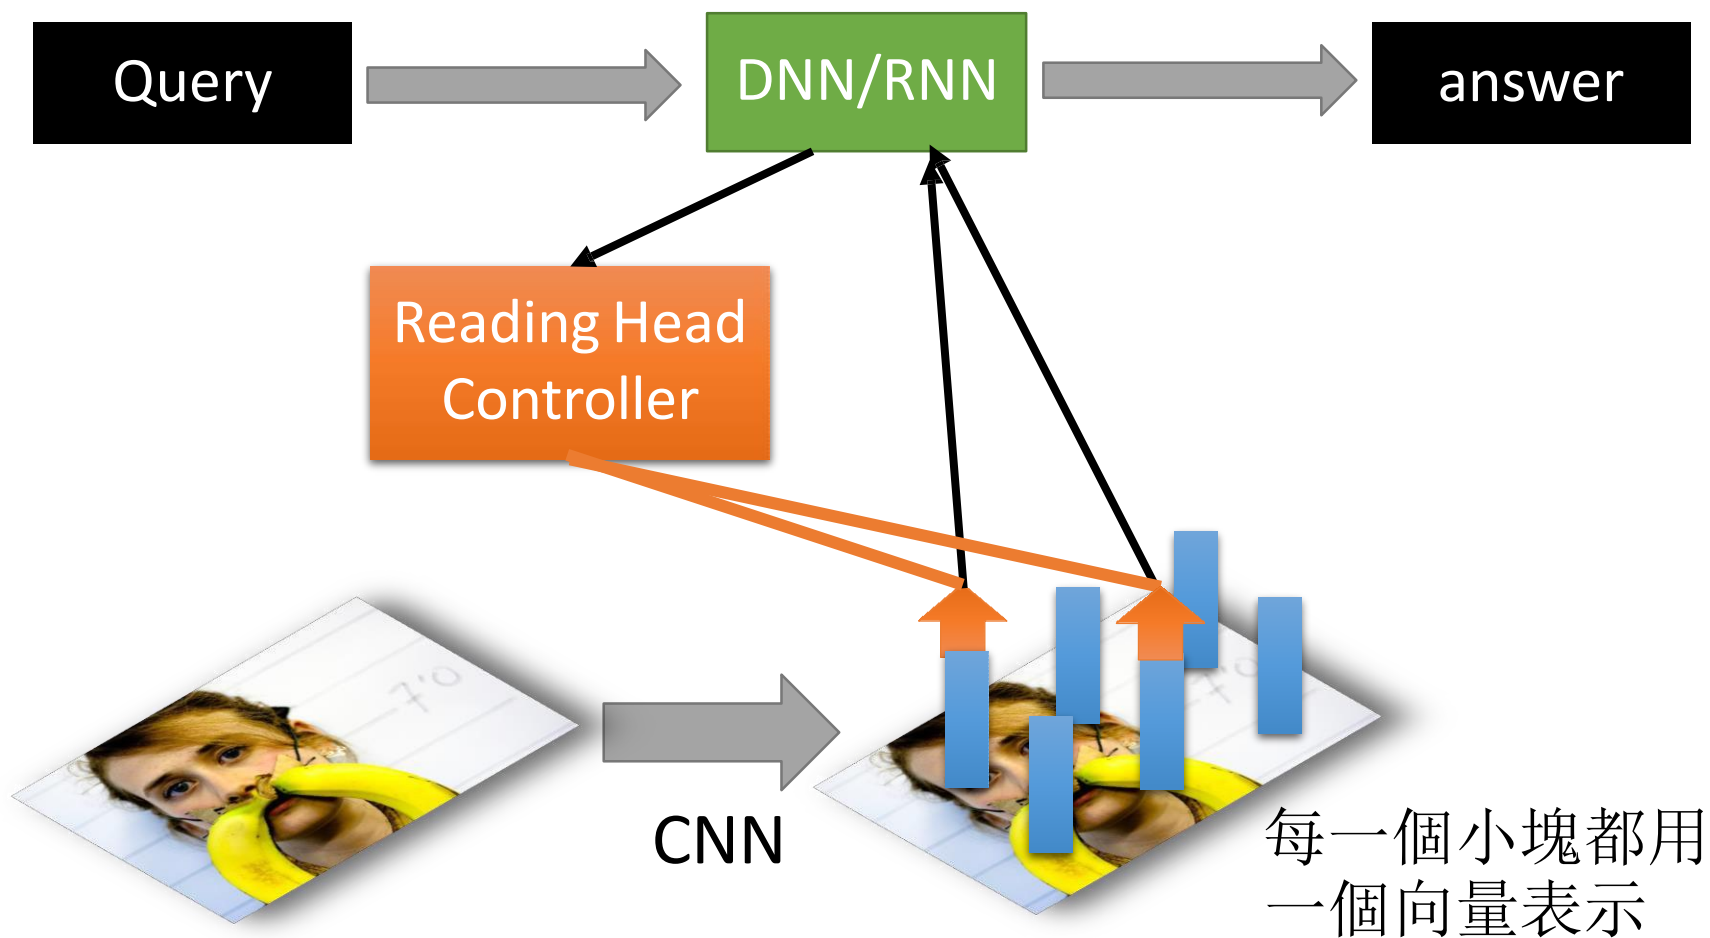 Query
DNN/RNN
answer
Reading Head
Controller
CNN
每一個小塊都用
一個向量表示